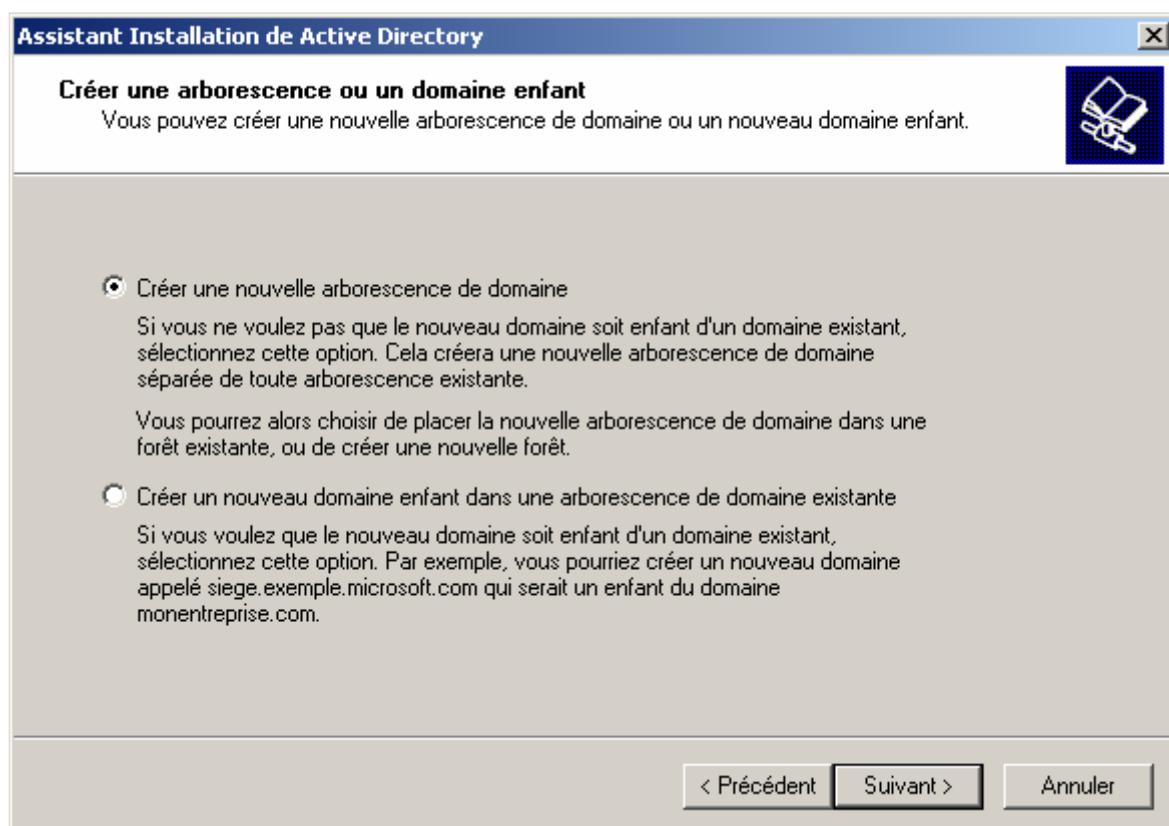 Assistant Installation de Active Directory
Créer une arborescence ou un domaine enfant
Vous pouvez créer une nouvelle arborescence de domaine ou un nouveau domaine enfant.
Créer une nouvelle arborescence de domaine
Si vous ne voulez pas que le nouveau domaine soit enfant d'un domaine existant,
sélectionnez cette option. Cela créera une nouvelle arborescence de domaine
séparée de toute arborescence existante.
Vous pourrez alors choisir de placer la nouvelle arborescence de domaine dans une
forêt existante, ou de créer une nouvelle forêt.
Créer un nouveau domaine enfant dans une arborescence de domaine existante
Si vous voulez que le nouveau domaine soit enfant d'un domaine existant,
sélectionnez cette option. Par exemple, vous pourriez créer un nouveau domaine
appelé siege.exemple.microsoft.com qui serait un enfant du domaine
monentreprise.com.
< Précédent Suivant > Annuler